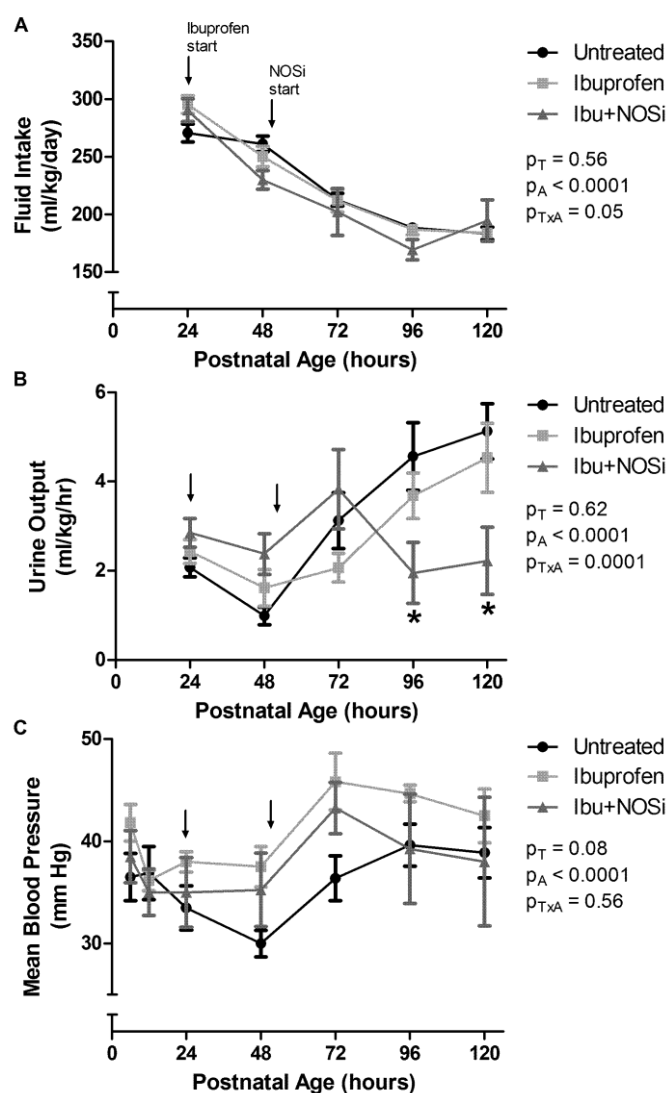 A
Ibuprofen
start
NOSi
start
Fluid Intake
(ml/kg/day)
350
300
250
200
150
0
24
48
72
96
120
Postnatal Age (hours)
Untreated
Ibuprofen
Ibu+NOSi
pT = 0.56
pA < 0.0001
pTxA = 0.05
B
Urine Output
(ml/kg/hr)
6
4
2
0
0
24
48
72
96
120
*
*
Postnatal Age (hours)
Untreated
Ibuprofen
Ibu+NOSi
pT = 0.62
pA < 0.0001
pTxA = 0.0001
C
Mean Blood Pressure
(mm Hg)
50
40
30
0
24
48
72
96
120
Postnatal Age (hours)
Untreated
Ibuprofen
Ibu+NOSi
pT = 0.08
pA < 0.0001
pTxA = 0.56